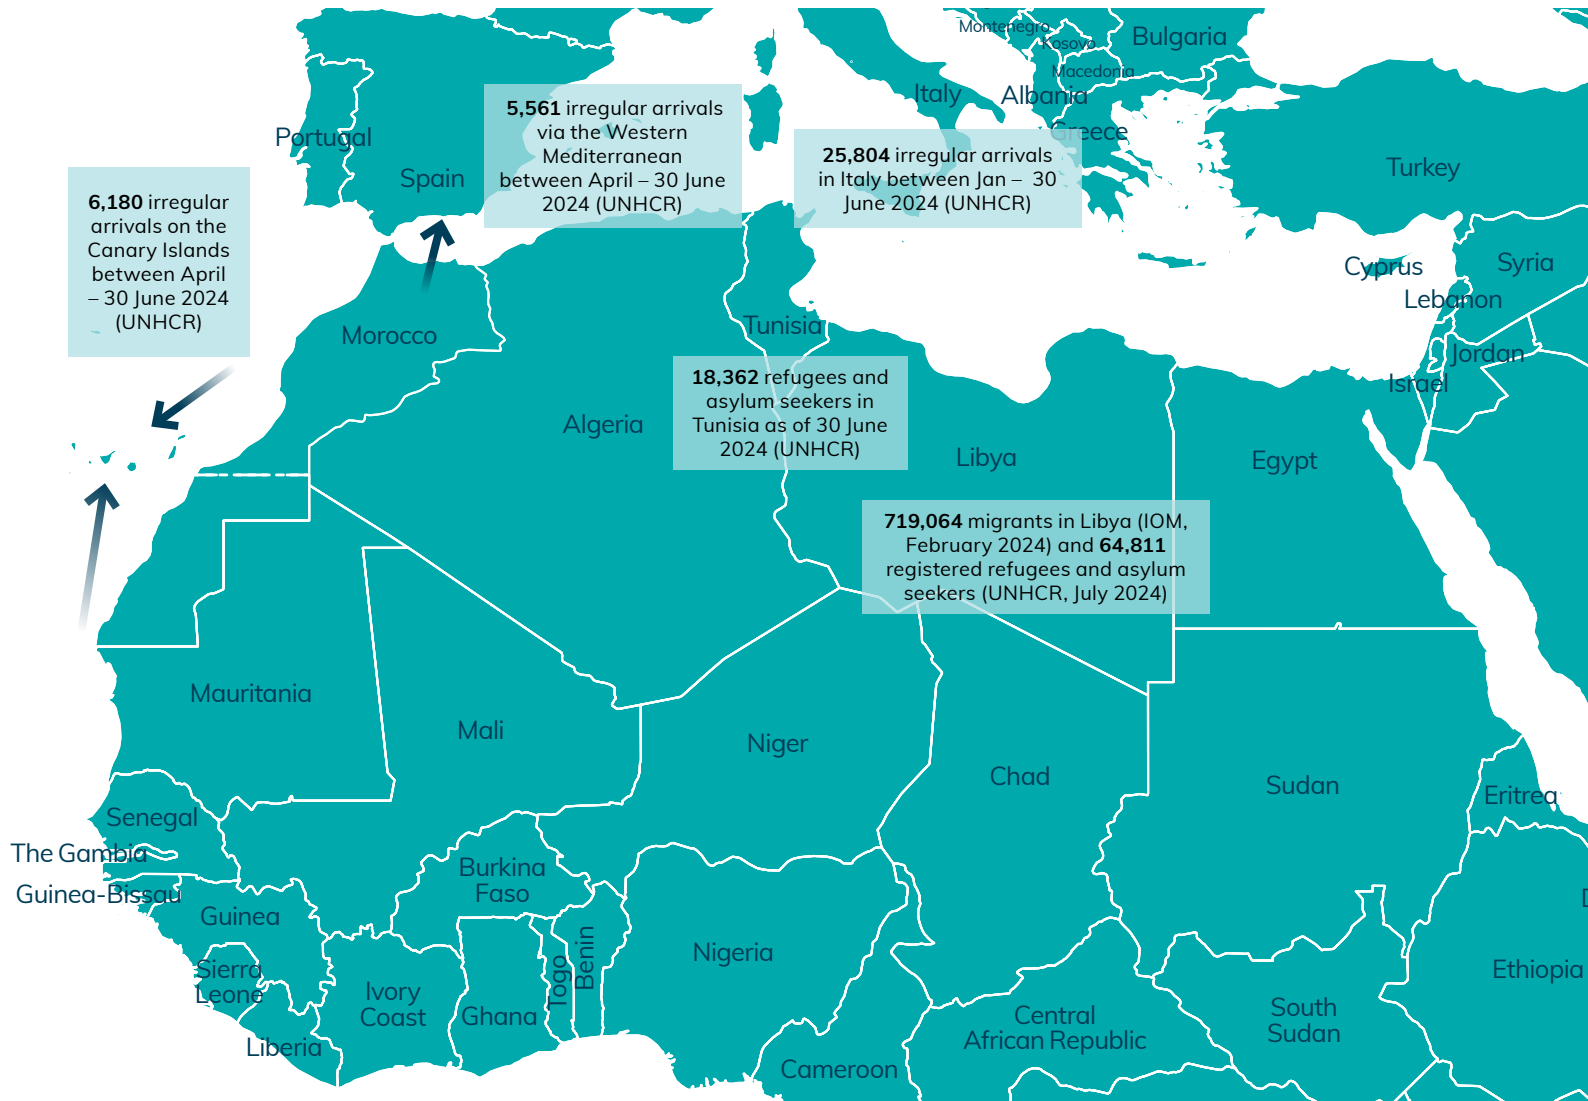 Montenegro
Kosovo
Bulgaria
Macedonia
Italy
Albania
Greece
Portugal
Spain
Turkey
5,561 irregular arrivals
via the Western
Mediterranean
between April – 30 June
2024 (UNHCR)
25,804 irregular arrivals
in Italy between Jan – 30
June 2024 (UNHCR)
6,180 irregular
arrivals on the
Canary Islands
between April
– 30 June 2024
(UNHCR)
Cyprus
Syria
Lebanon
Morocco
Tunisia
Jordan
Israel
18,362 refugees and
asylum seekers in
Tunisia as of 30 June
2024 (UNHCR)
Algeria
Libya
Egypt
719,064 migrants in Libya (IOM,
February 2024) and 64,811
registered refugees and asylum
seekers (UNHCR, July 2024)
Mauritania
Mali
Niger
Chad
Sudan
Eritrea
Senegal
The Gambia
Guinea-Bissau
Guinea
Burkina
Faso
Sierra
Leone
Ivory
Coast
Ghana
Togo
Benin
Nigeria
Ethiopia
Liberia
Central
African Republic
South
Sudan
Cameroon